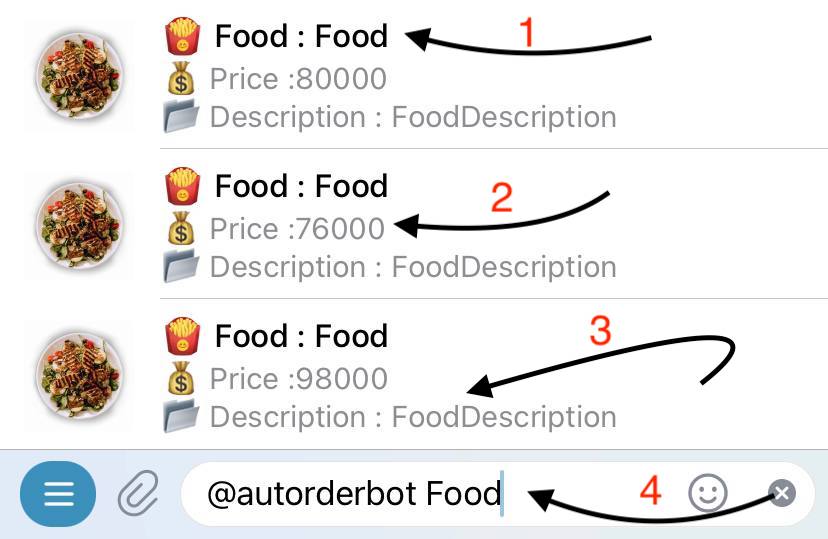 Food : Food 1
Price :80000
Description : FoodDescription
Food : Food 2
Price :76000
Description : FoodDescription
Food : Food 3
Price :98000
Description : FoodDescription
@autorderbot Food 4